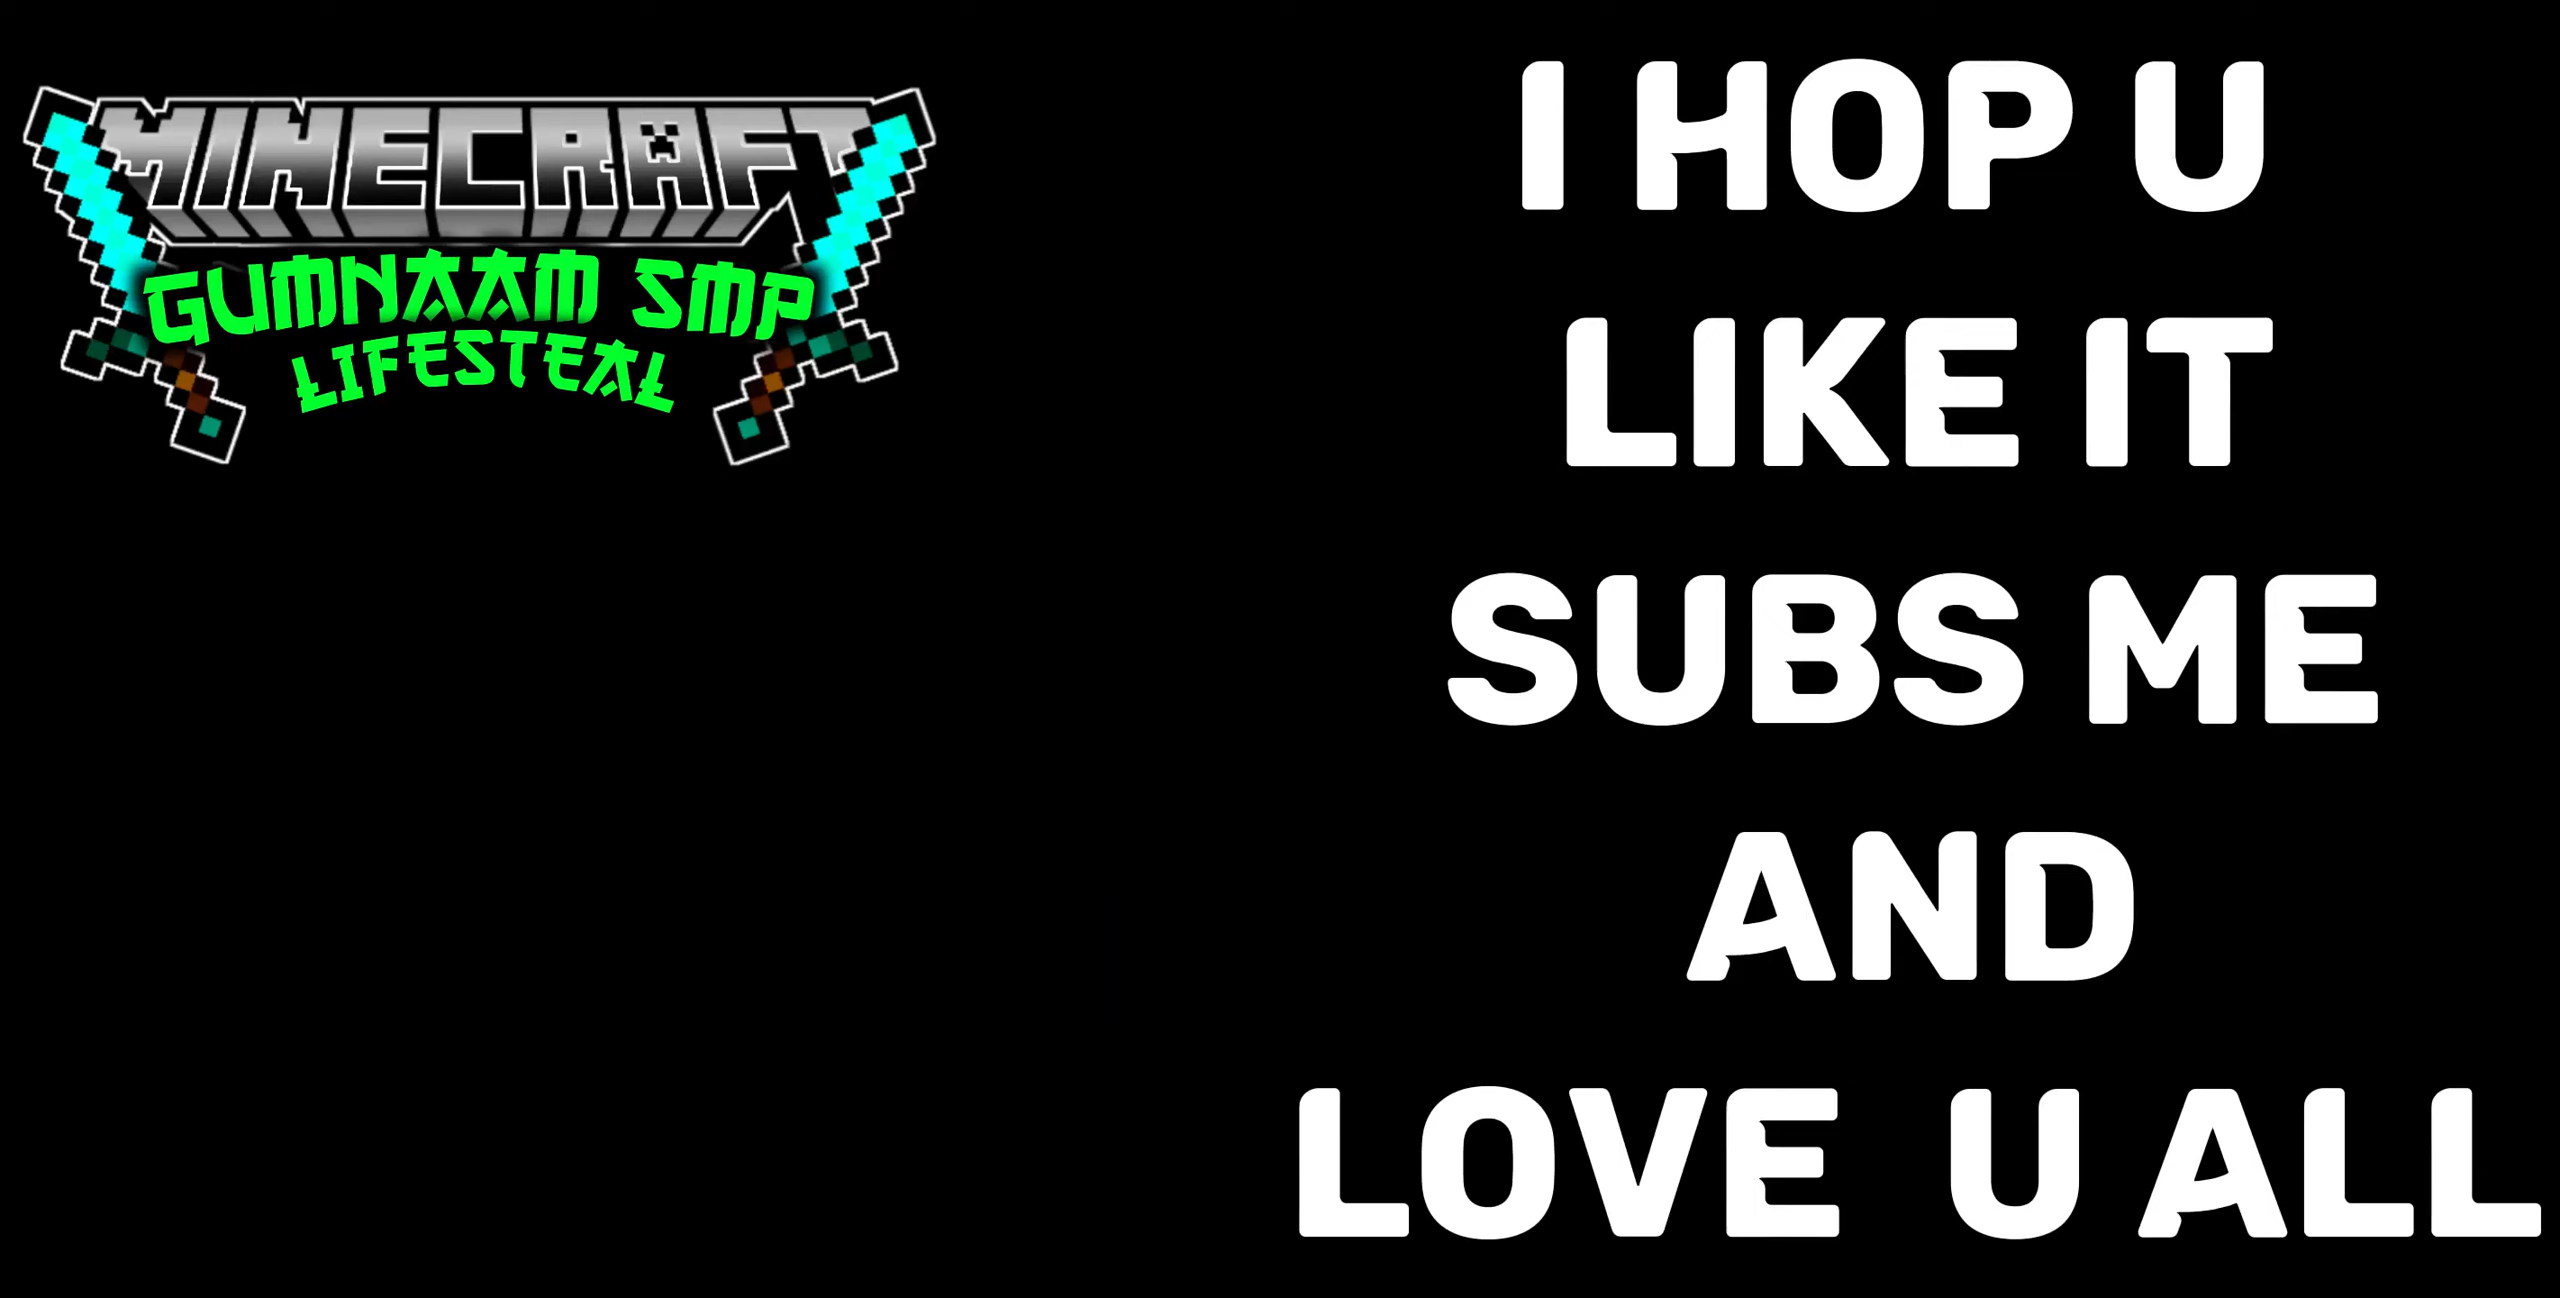 MINECRAFT
GUMNAAM SMP
LIFESTEAL
I HOP U
LIKE IT
SUBS ME
AND
LOVE U ALL